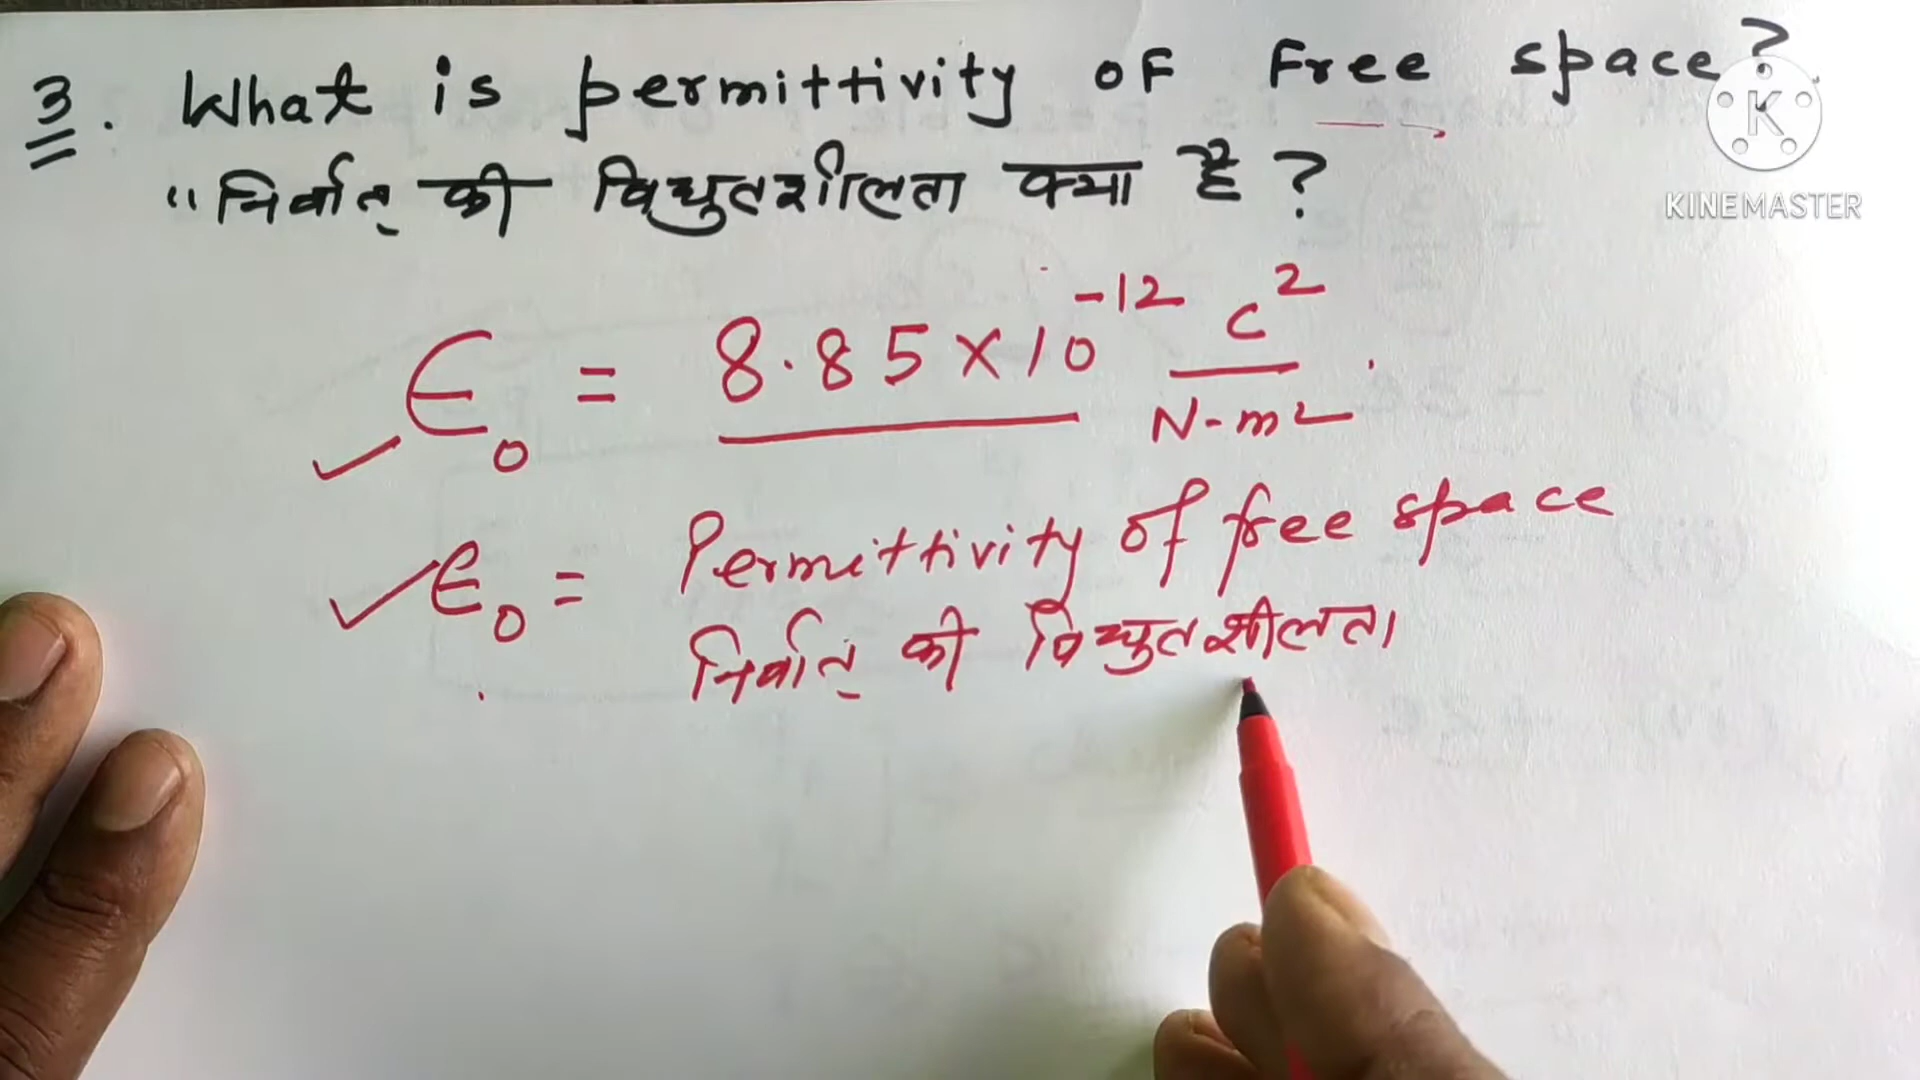 3. What is permittivity of Free space?
"निर्वात् की विद्युतशीलता क्या है ?
K
KINEMASTER
ϵ₀ = 8.85×10⁻¹² C²/N-m²
ϵ₀ = Permittivity of free space
निर्वात् की विद्युतशीलता